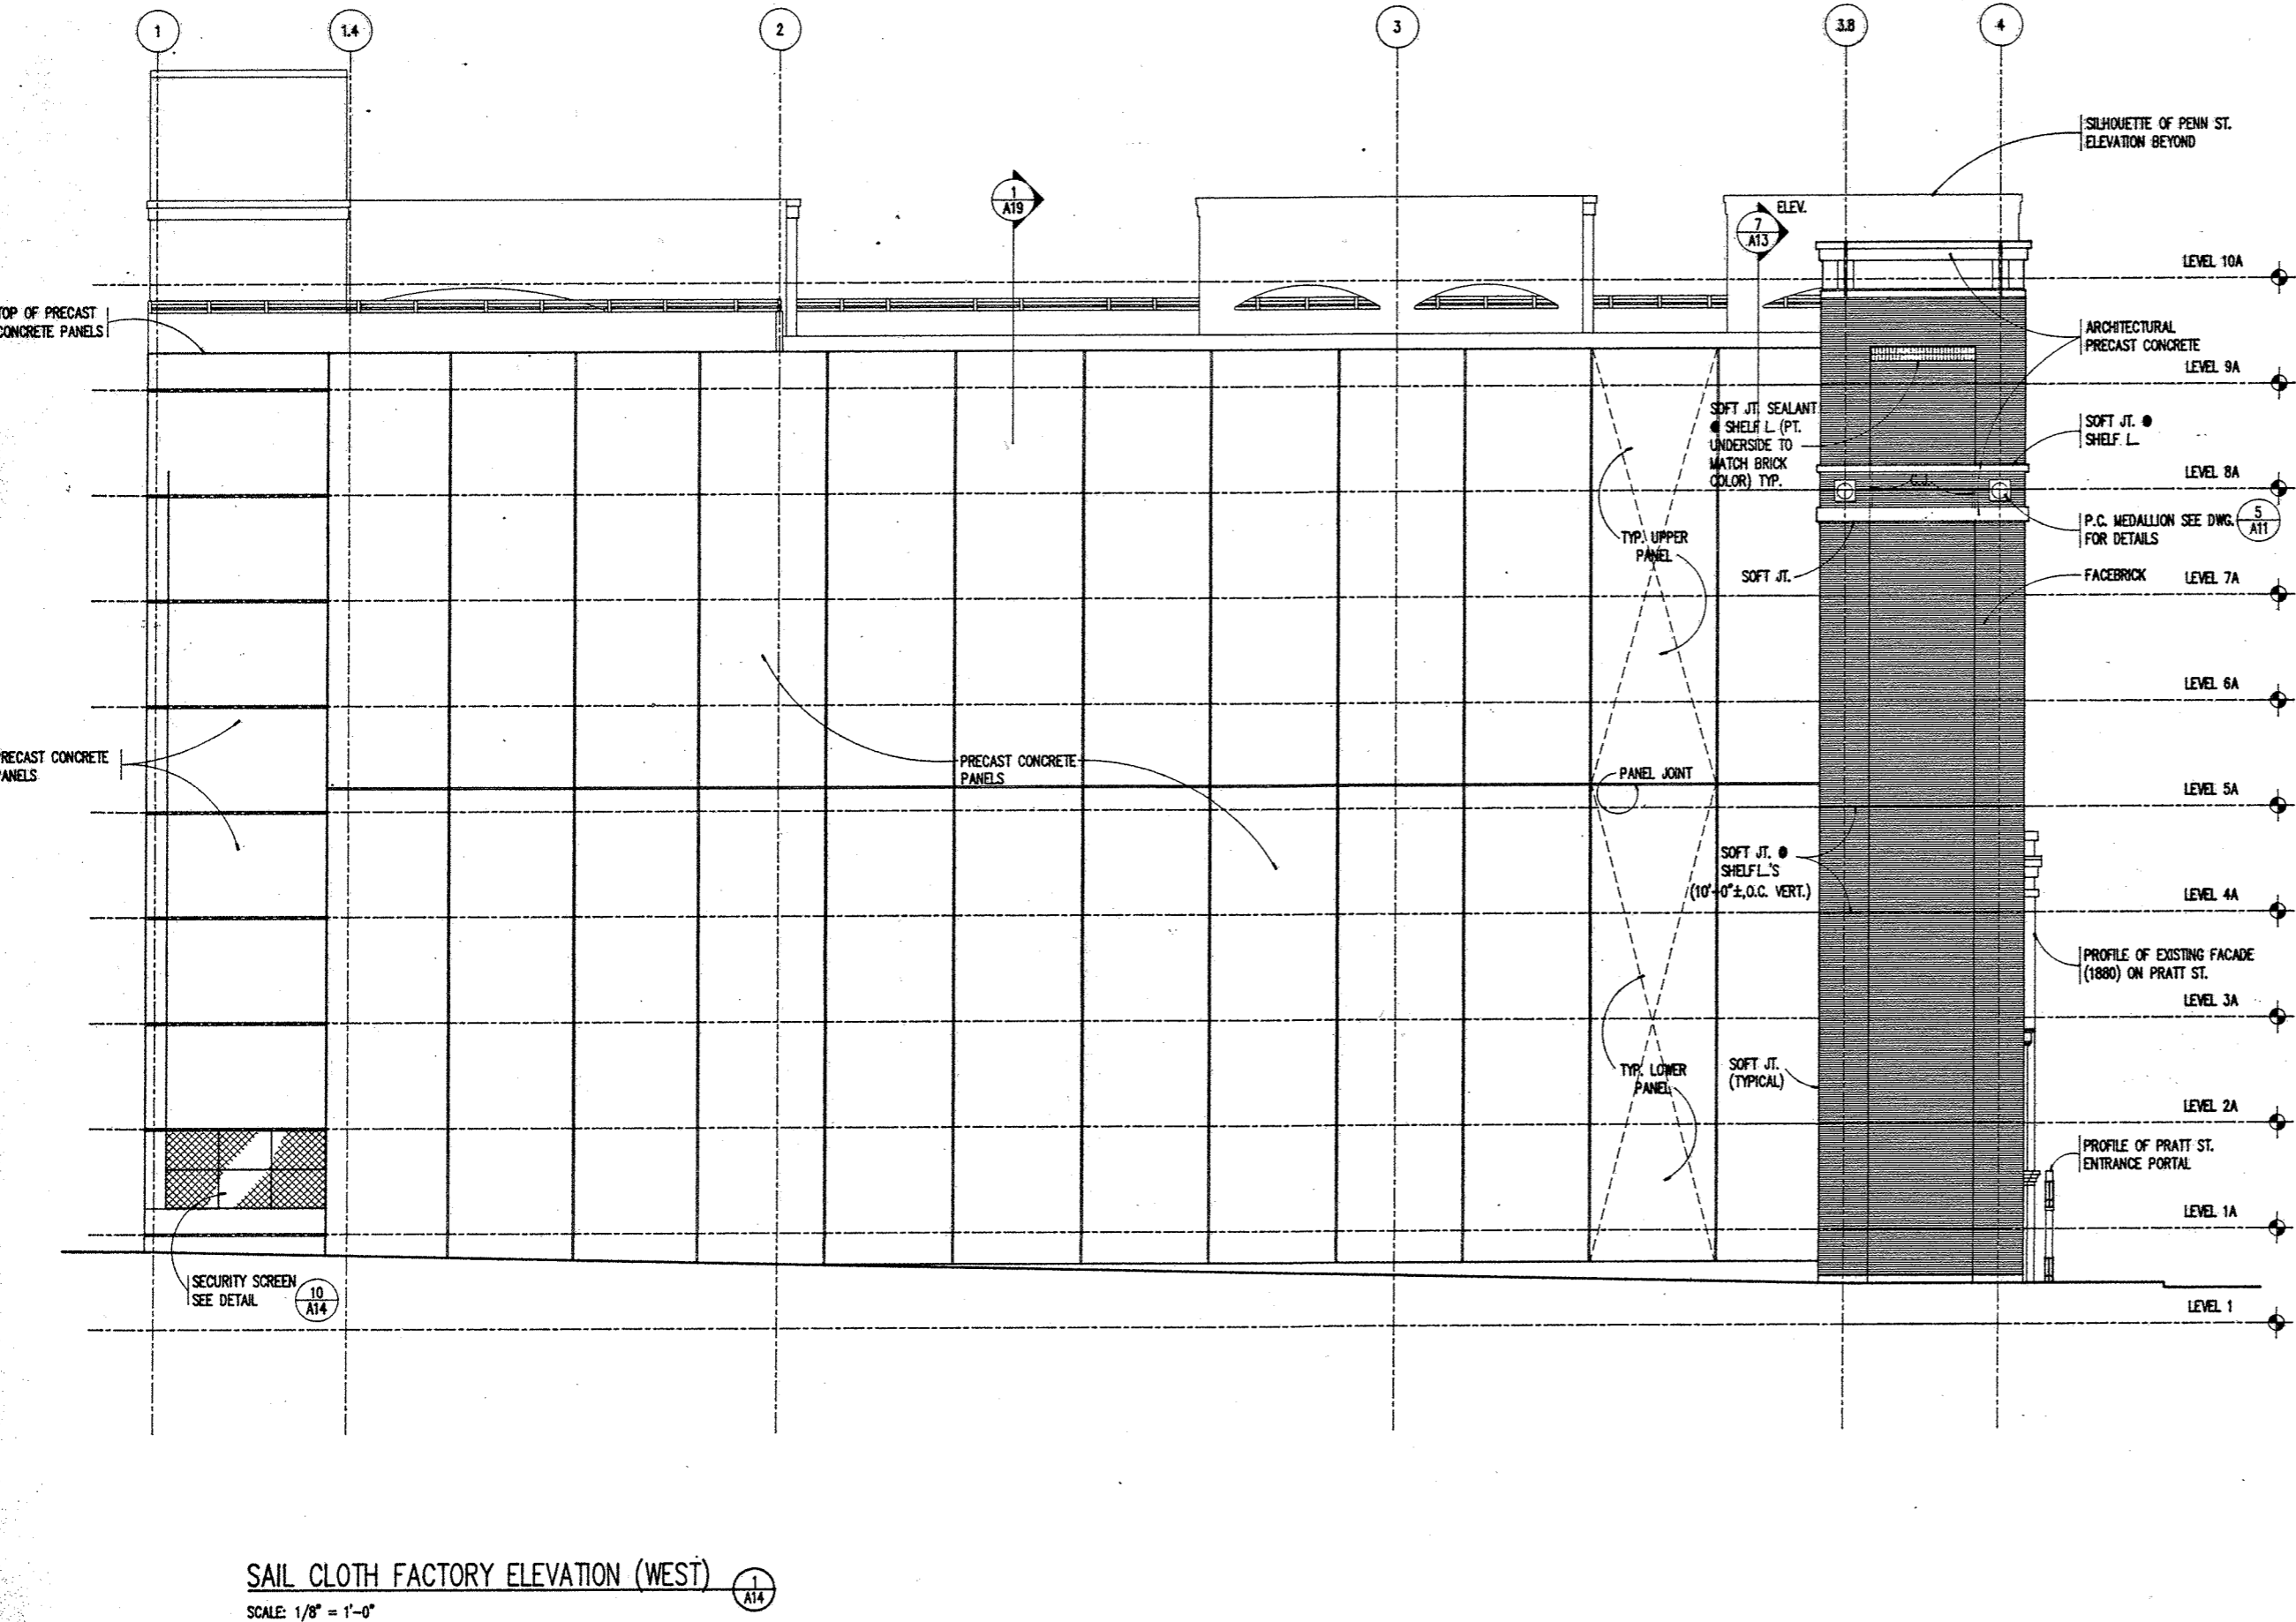 1
1.4
2
3
3.8
4
SILHOUETTE OF PENN ST.
ELEVATION BEYOND
1
A19
ELEV.
7
A13
LEVEL 10A
TOP OF PRECAST
CONCRETE PANELS
ARCHITECTURAL
PRECAST CONCRETE
LEVEL 9A
SOFT JT. SEALANT
@ SHELF L (PT.
UNDERSIDE TO
MATCH BRICK
COLOR) TYP.
SOFT JT. @
SHELF L
LEVEL 8A
C.J.
P.C. MEDALLION SEE DWG.
FOR DETAILS
5
A11
TYP. UPPER
PANEL
SOFT JT.
FACEBRICK
LEVEL 7A
LEVEL 6A
PRECAST CONCRETE
PANELS
PRECAST CONCRETE
PANELS
PANEL JOINT
LEVEL 5A
SOFT JT. @
SHELF L'S
(10'-0"±,O.C. VERT.)
LEVEL 4A
PROFILE OF EXISTING FACADE
(1880) ON PRATT ST.
LEVEL 3A
TYP. LOWER
PANEL
SOFT JT.
(TYPICAL)
LEVEL 2A
PROFILE OF PRATT ST.
ENTRANCE PORTAL
LEVEL 1A
SECURITY SCREEN
SEE DETAIL
10
A14
LEVEL 1
SAIL CLOTH FACTORY ELEVATION (WEST)
1
A14
SCALE: 1/8" = 1'-0"